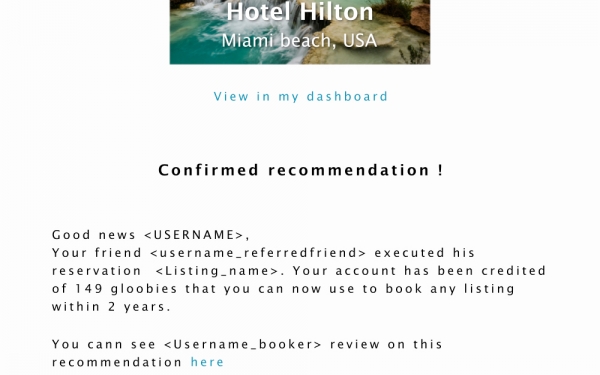 Hotel Hilton
Miami beach, USA
View in my dashboard
Confirmed recommendation !
Good news <USERNAME>,
Your friend <username_referredfriend> executed his
reservation  <Listing_name>. Your account has been credited
of 149 gloobies that you can now use to book any listing
within 2 years.
You cann see <Username_booker> review on this
recommendation here